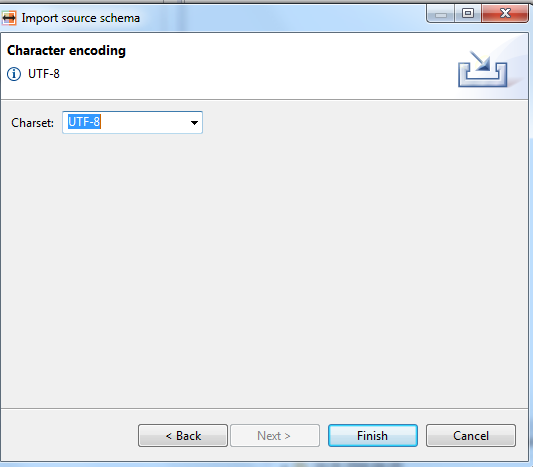 Import source schema
Character encoding
UTF-8
Charset: UTF-8
< Back Next > Finish Cancel